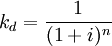 k_d = \frac{1}{(1 + i)^n}